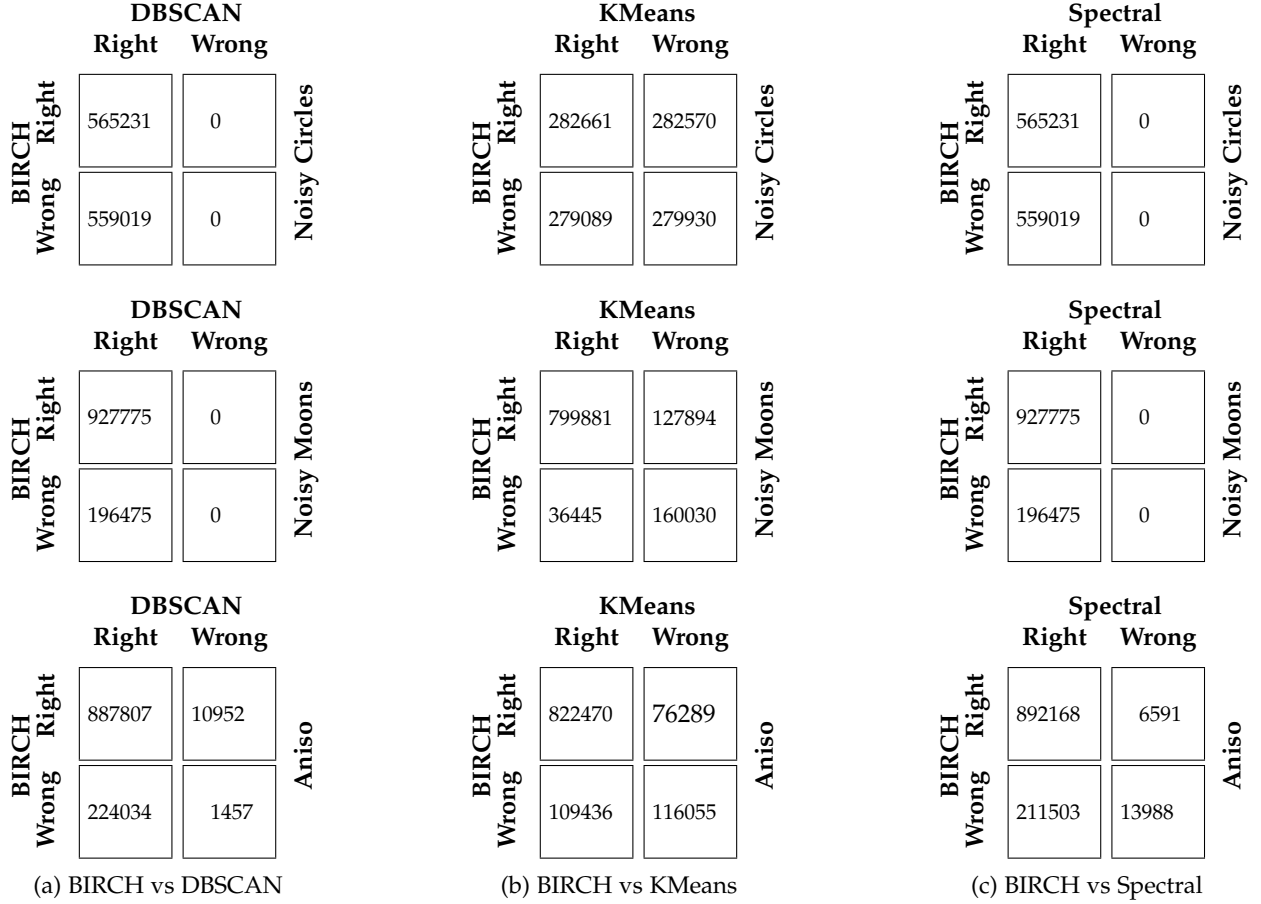 DBSCAN KMeans Spectral
Right Wrong Right Wrong Right Wrong
BIRCH Right 565231 0 Noisy Circles BIRCH Right 282661 282570 Noisy Circles BIRCH Right 565231 0 Noisy Circles
Wrong 559019 0 Wrong 279089 279930 Wrong 559019 0
DBSCAN KMeans Spectral
Right Wrong Right Wrong Right Wrong
BIRCH Right 927775 0 Noisy Moons BIRCH Right 799881 127894 Noisy Moons BIRCH Right 927775 0 Noisy Moons
Wrong 196475 0 Wrong 36445 160030 Wrong 196475 0
DBSCAN KMeans Spectral
Right Wrong Right Wrong Right Wrong
BIRCH Right 887807 10952 Aniso BIRCH Right 822470 76289 Aniso BIRCH Right 892168 6591 Aniso
Wrong 224034 1457 Wrong 109436 116055 Wrong 211503 13988
(a) BIRCH vs DBSCAN (b) BIRCH vs KMeans (c) BIRCH vs Spectral